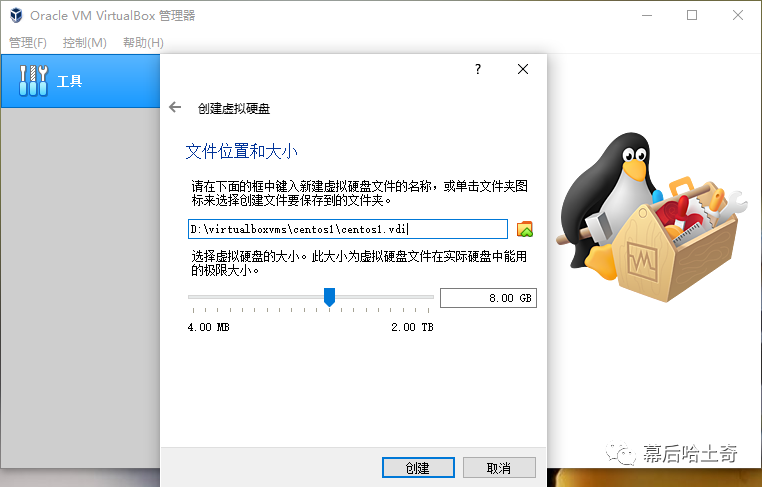 Oracle VM VirtualBox 管理器
管理(F) 控制(M) 帮助(H)
工具
?
创建虚拟硬盘
文件位置和大小
请在下面的框中键入新建虚拟硬盘文件的名称，或单击文件夹图
标来选择创建文件要保存到的文件夹。
D:\virtualboxvms\centos1\centos1.vdi
选择虚拟硬盘的大小。此大小为虚拟硬盘文件在实际硬盘中能用
的极限大小。
8.00 GB
4.00 MB 2.00 TB
创建 取消
幕后哈土奇